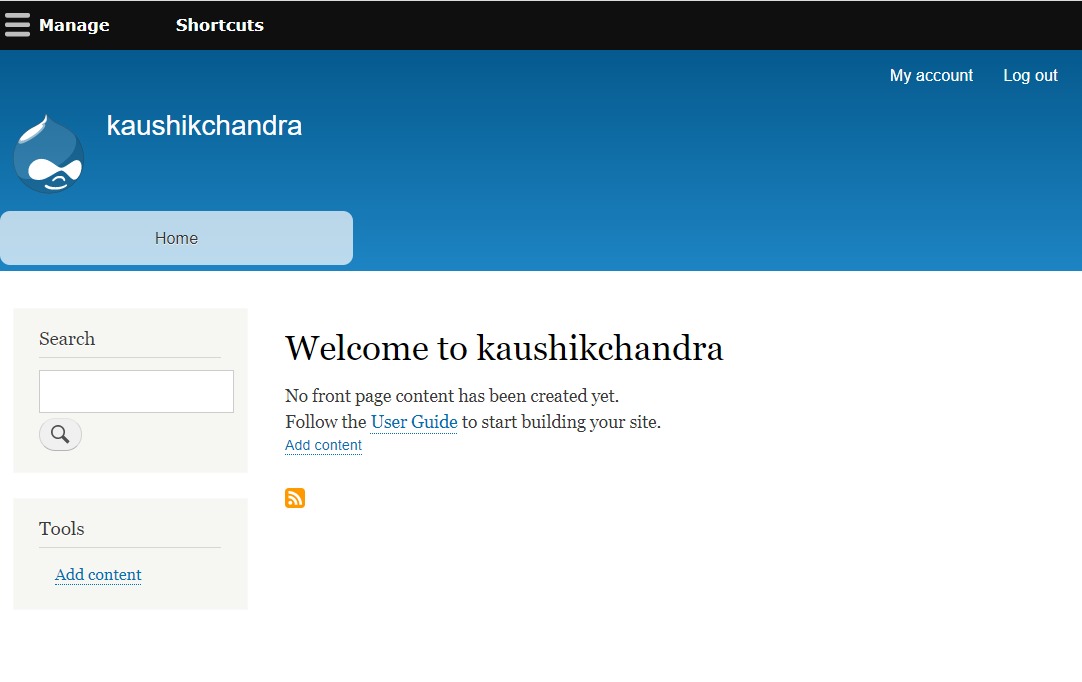 Manage Shortcuts
My account Log out
kaushikchandra
Home
Search
Welcome to kaushikchandra
No front page content has been created yet.
Follow the User Guide to start building your site.
Add content
Tools
Add content